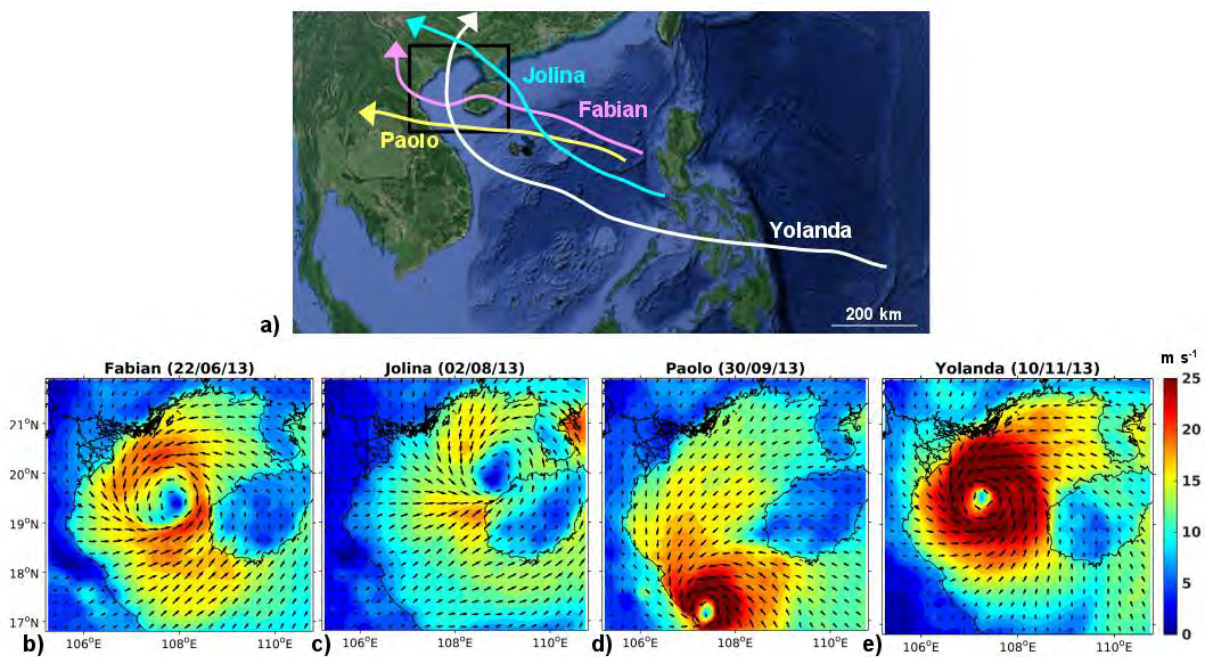 Jolina
Fabian
Paolo
Yolanda
200 km
a)
m s⁻¹
Fabian (22/06/13)
Jolina (02/08/13)
Paolo (30/09/13)
Yolanda (10/11/13)
21°N
20°N
19°N
18°N
17°N
25
20
15
10
5
0
b)
106°E
108°E
110°E
c)
106°E
108°E
110°E
d)
106°E
108°E
110°E
e)
106°E
108°E
110°E